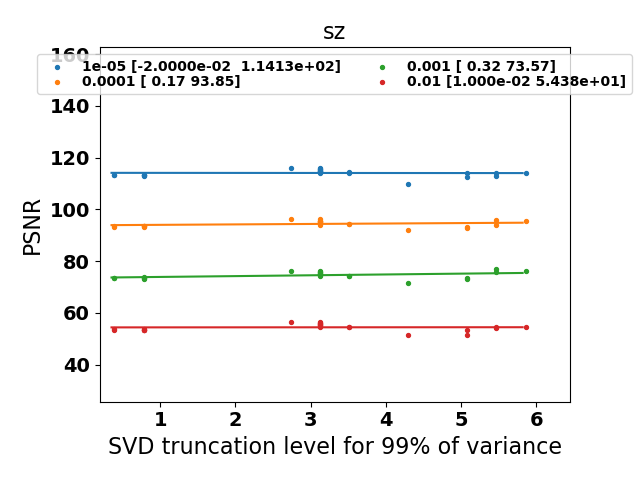 sz
160
1e-05 [-2.0000e-02  1.1413e+02]
0.0001 [ 0.17 93.85]
0.001 [ 0.32 73.57]
0.01 [1.000e-02 5.438e+01]
140
120
100
80
60
40
PSNR
1 2 3 4 5 6
SVD truncation level for 99% of variance